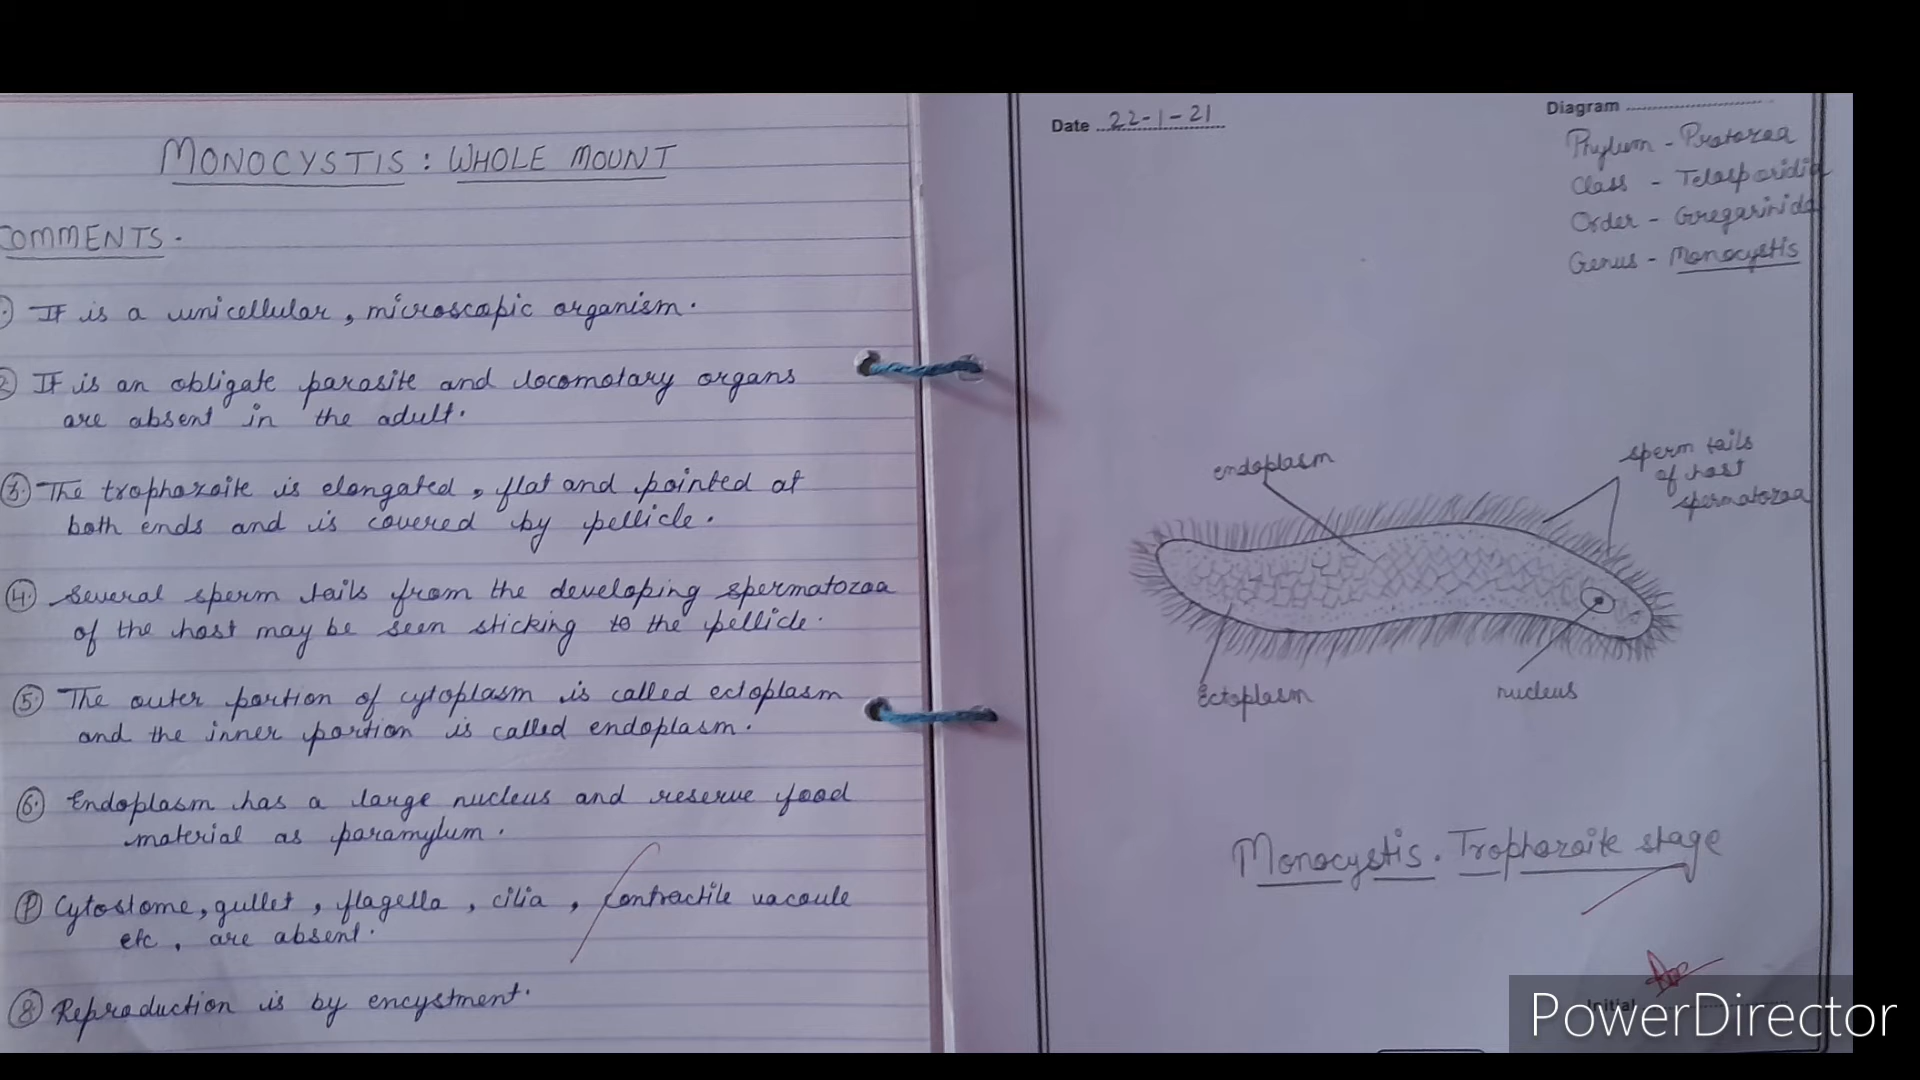 MONOCYSTIS : WHOLE MOUNT
COMMENTS.
It is a unicellular, microscopic organism.
2 It is an obligate parasite and locomotary organs
are absent in the adult.
3. The trophozoite is elongated, flat and pointed at
both ends and is covered by pellicle.
4. Several sperm tails from the developing spermatozoa
of the host may be seen sticking to the pellicle.
5. The outer portion of cytoplasm is called ectoplasm
and the inner portion is called endoplasm.
6. Endoplasm has a large nucleus and reserve food
material as paramylum.
Cytostome, gullet, flagella, cilia, contractile vacoule
etc, are absent.
8. Reproduction is by encystment.
Date 22-1-21
Diagram
Phylum - Protozoa
Class - Telosporidia
Order - Gregarinida
Genus - Monocystis
endoplasm
sperm tails
of host
spermatozoa
Ectoplasm
nucleus
Monocystis. Trophozoite stage
Initial
PowerDirector